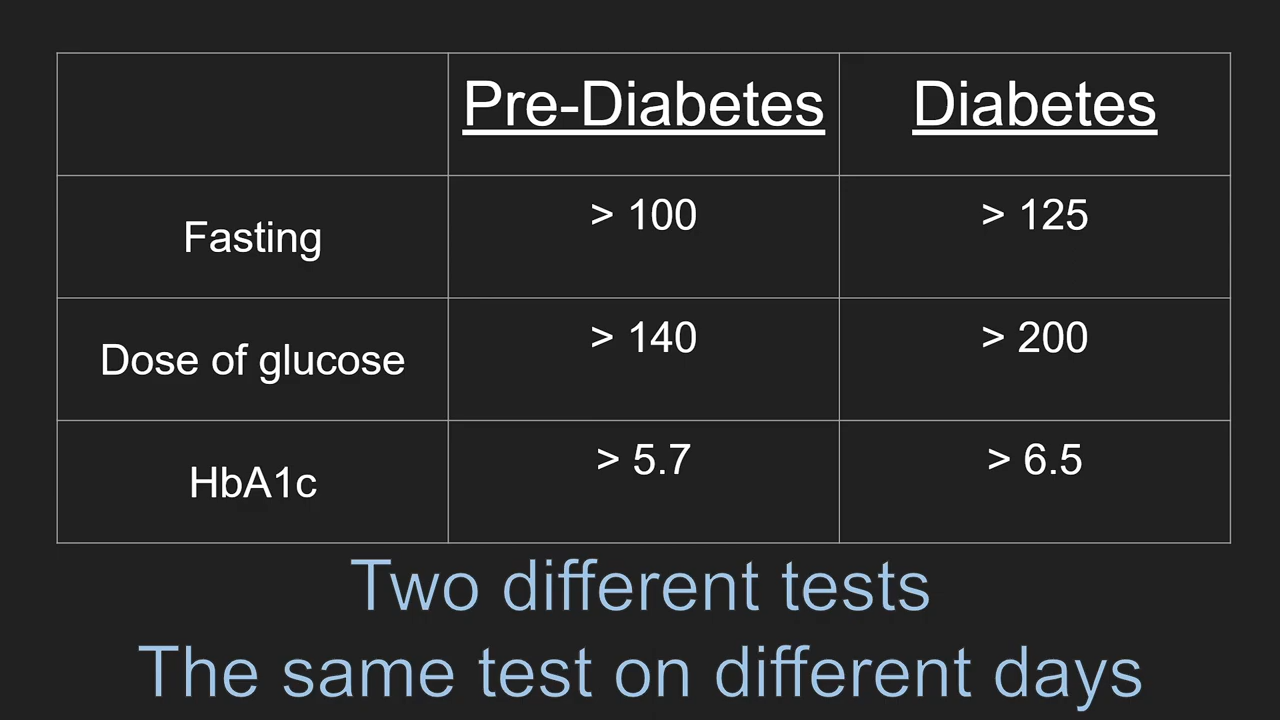 Pre-Diabetes Diabetes
Fasting > 100 > 125
Dose of glucose > 140 > 200
HbA1c > 5.7 > 6.5
Two different tests
The same test on different days